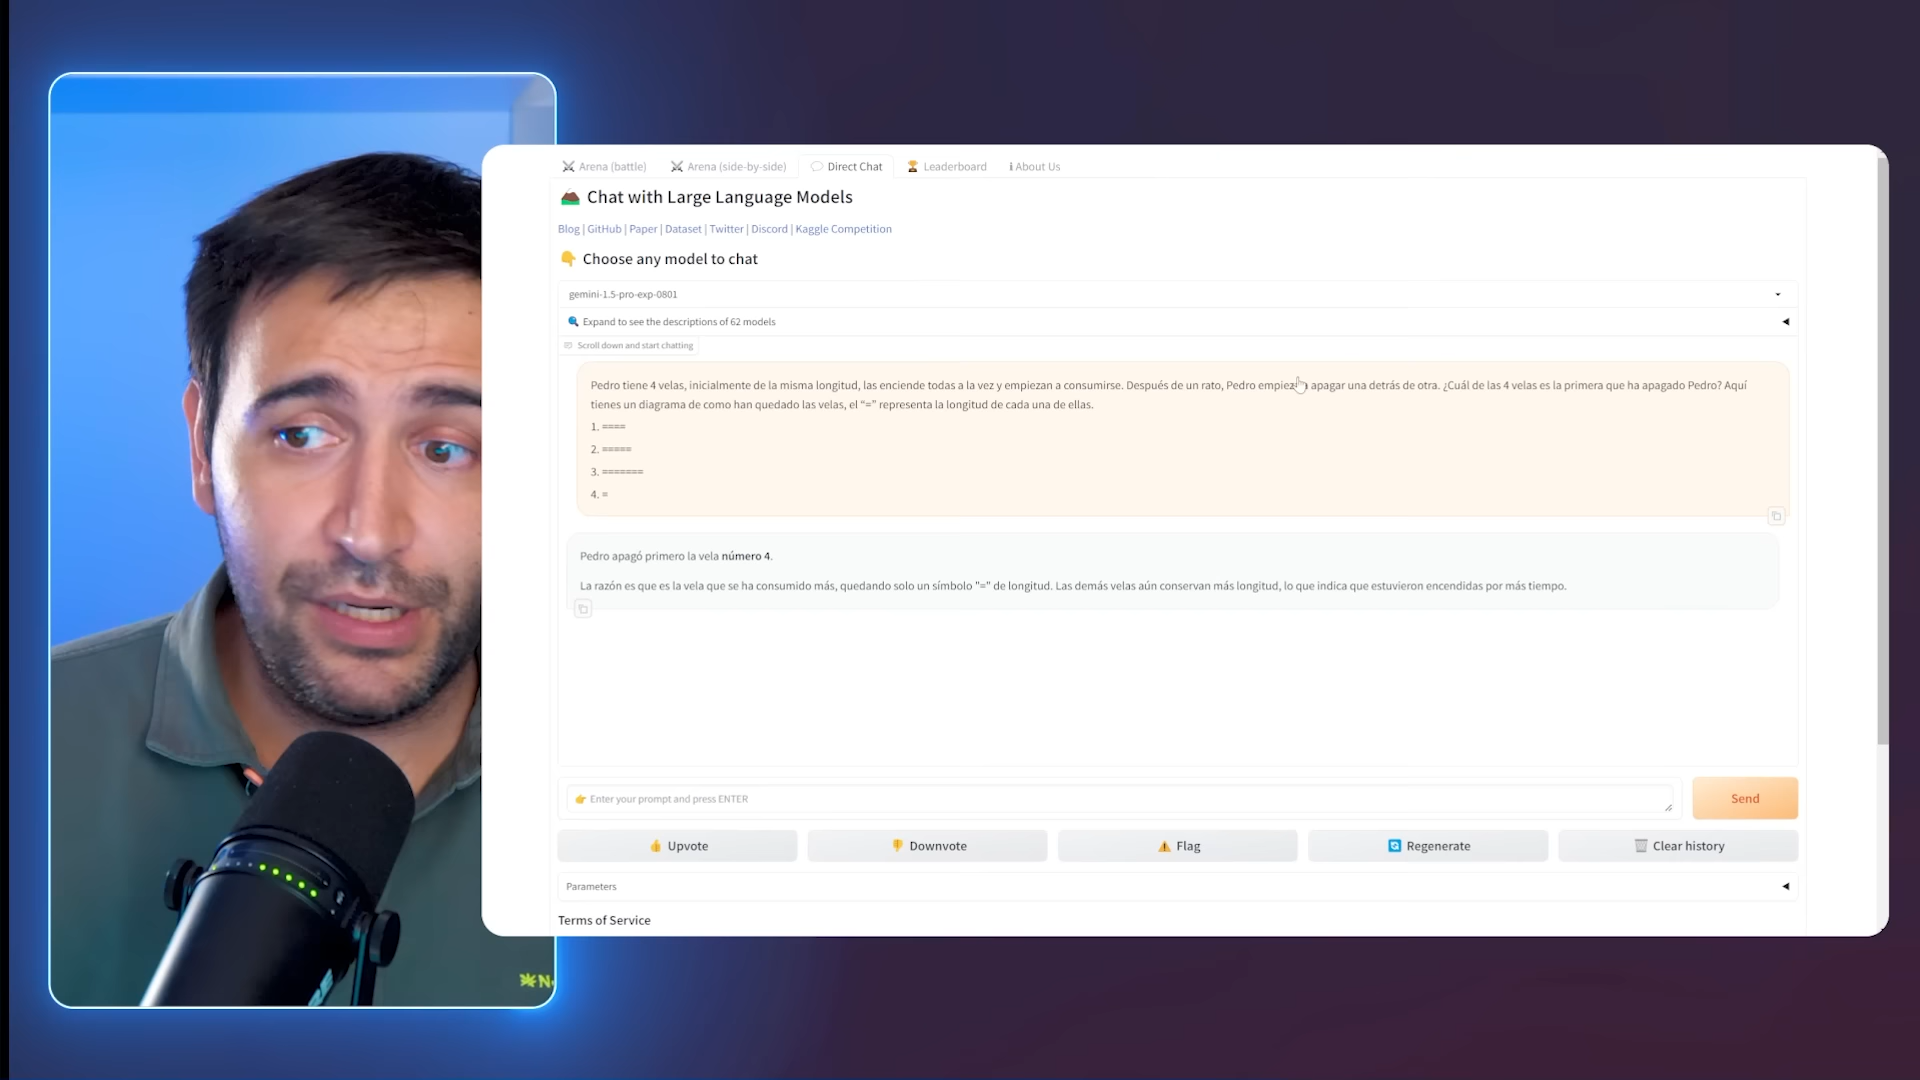 Arena (battle) Arena (side-by-side) Direct Chat Leaderboard ℹ About Us
Chat with Large Language Models
Blog | GitHub | Paper | Dataset | Twitter | Discord | Kaggle Competition
Choose any model to chat
gemini-1.5-pro-exp-0801
Expand to see the descriptions of 62 models
Scroll down and start chatting
Pedro tiene 4 velas, inicialmente de la misma longitud, las enciende todas a la vez y empiezan a consumirse. Después de un rato, Pedro empieza a apagar una detrás de otra. ¿Cuál de las 4 velas es la primera que ha apagado Pedro? Aquí
tienes un diagrama de como han quedado las velas, el “=” representa la longitud de cada una de ellas.
1. ====
2. =====
3. =======
4. =
Pedro apagó primero la vela número 4.
La razón es que es la vela que se ha consumido más, quedando solo un símbolo "=" de longitud. Las demás velas aún conservan más longitud, lo que indica que estuvieron encendidas por más tiempo.
Enter your prompt and press ENTER
Send
Upvote
Downvote
Flag
Regenerate
Clear history
Parameters
Terms of Service